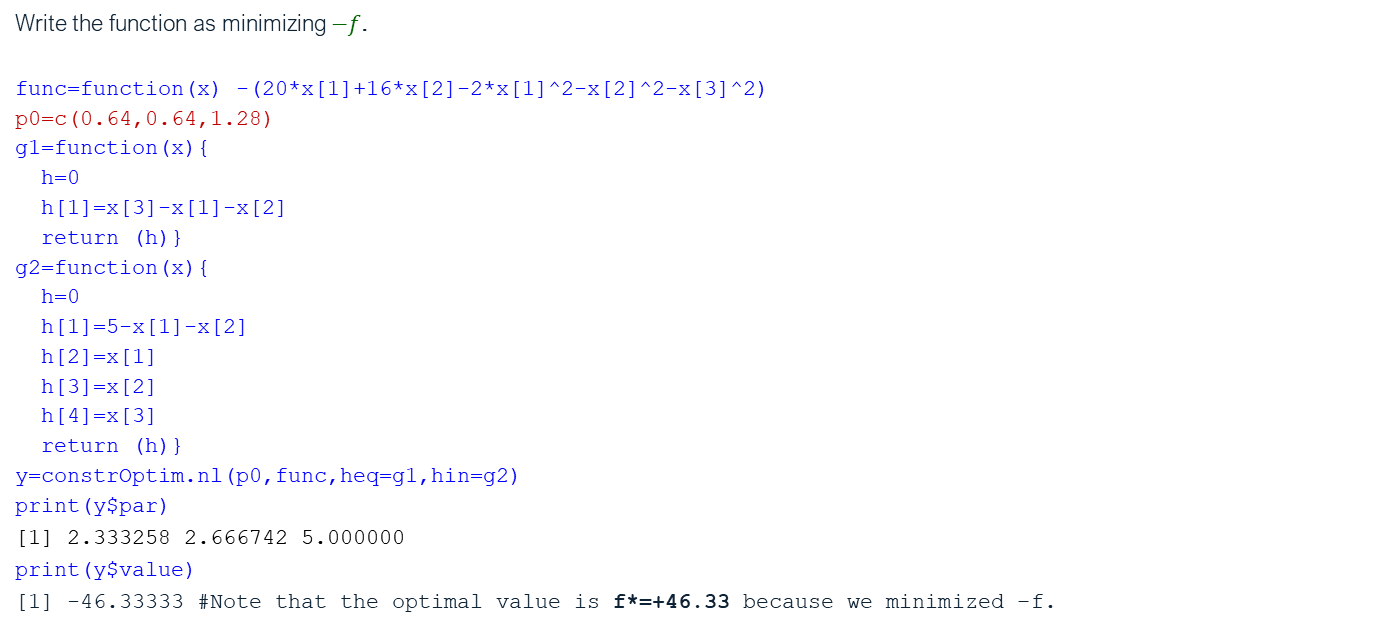 Write the function as minimizing −f.
func=function(x) -(20*x[1]+16*x[2]-2*x[1]^2-x[2]^2-x[3]^2)
p0=c(0.64,0.64,1.28)
g1=function(x){
  h=0
  h[1]=x[3]-x[1]-x[2]
  return (h)}
g2=function(x){
  h=0
  h[1]=5-x[1]-x[2]
  h[2]=x[1]
  h[3]=x[2]
  h[4]=x[3]
  return (h)}
y=constrOptim.nl(p0,func,heq=g1,hin=g2)
print(y$par)
[1] 2.333258 2.666742 5.000000
print(y$value)
[1] -46.33333 #Note that the optimal value is f*=+46.33 because we minimized -f.